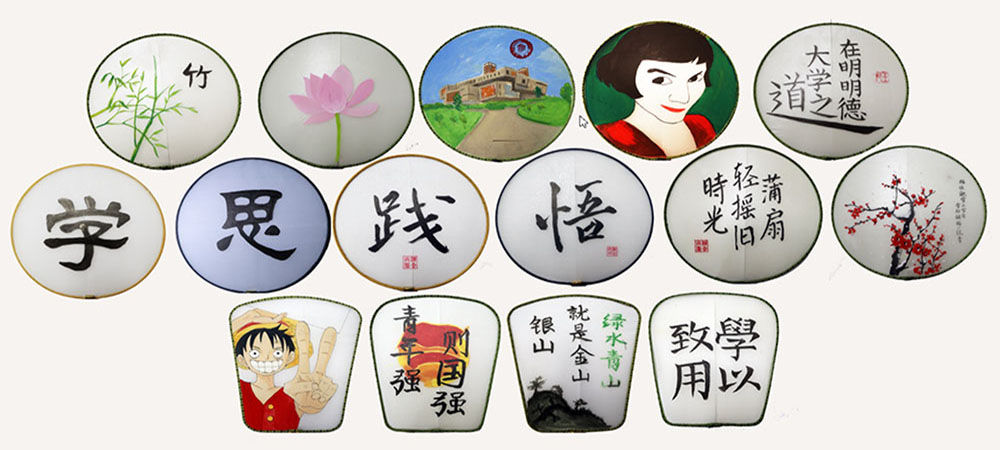 竹
大学之
道
在明明德
学
思
践
悟
蒲扇
轻摇旧
時光
青年强
则国强
绿水青山
就是金山
银山
學以
致用